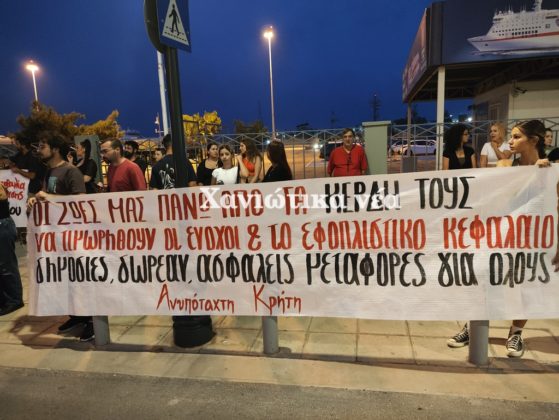 Χανιώτικα νέα
ΟΙ ΖΩΕΣ ΜΑΣ ΠΑΝΩ ΑΠΟ ΤΑ ΚΕΡΔΗ ΤΟΥΣ
ΝΑ ΤΙΜΩΡΗΘΟΥΝ ΟΙ ΕΝΟΧΟΙ & ΤΟ ΕΦΟΠΛΙΣΤΙΚΟ ΚΕΦΑΛΑΙΟ
ΔΗΜΟΣΙΕΣ, ΔΩΡΕΑΝ, ΑΣΦΑΛΕΙΣ ΜΕΤΑΦΟΡΕΣ ΓΙΑ ΟΛΟΥΣ
Ανυπόταχτη Κρήτη